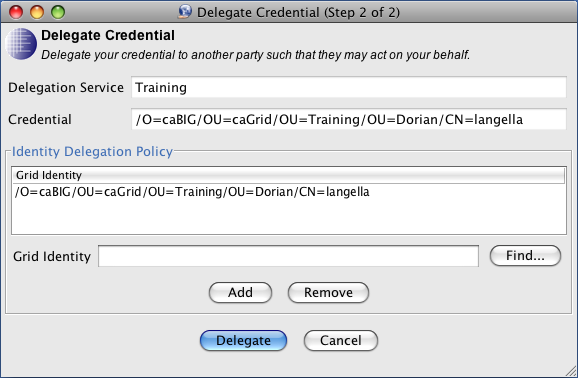 Delegate Credential (Step 2 of 2)
Delegate Credential
Delegate your credential to another party such that they may act on your behalf.
Delegation Service Training
Credential /O=caBIG/OU=caGrid/OU=Training/OU=Dorian/CN=langella
Identity Delegation Policy
Grid Identity
/O=caBIG/OU=caGrid/OU=Training/OU=Dorian/CN=langella
Grid Identity Find...
Add Remove
Delegate Cancel